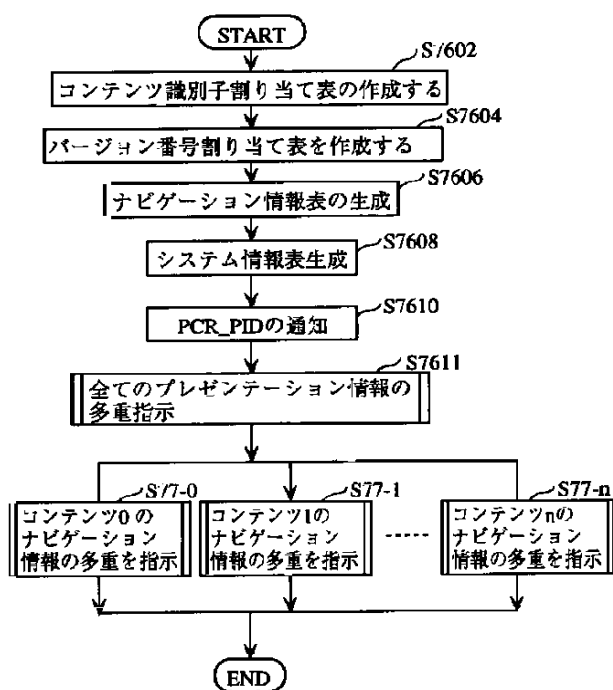 START
S7602
コンテンツ識別子割り当て表の作成する
S7604
バージョン番号割り当て表を作成する
S7606
ナビゲーション情報表の生成
S7608
システム情報表生成
S7610
PCR_PIDの通知
S7611
全てのプレゼンテーション情報の
多重指示
S77-0
コンテンツ0の
ナビゲーション
情報の多重を指示
S77-1
コンテンツ1の
ナビゲーション
情報の多重を指示
S77-n
コンテンツnの
ナビゲーション
情報の多重を指示
END